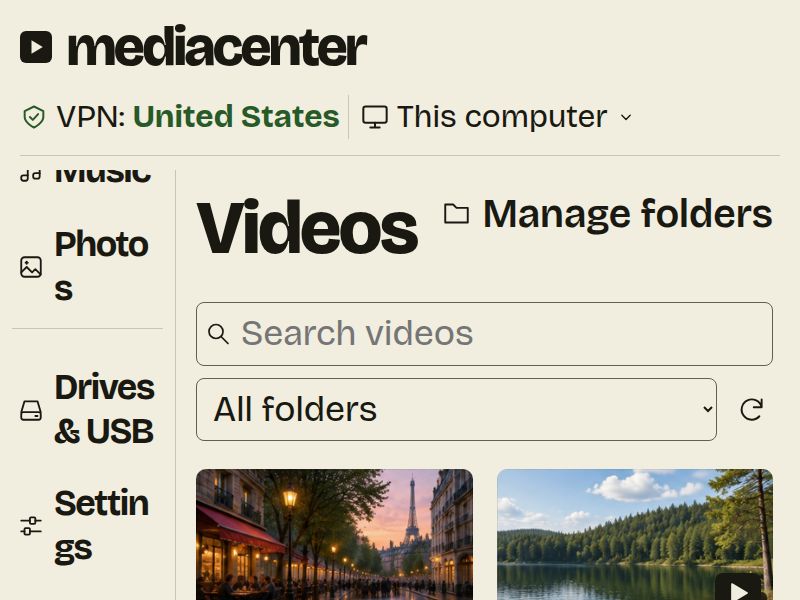 mediacenter
VPN: United States
This computer
Music
Photo
s
Drives
& USB
Settin
gs
Videos
Manage folders
Search videos
All folders